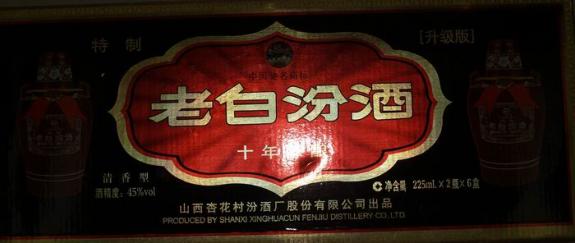 特制
[升级版]
中国驰名商标
老白汾酒
十年
清香型
酒精度：45%vol
净含量：225mL×2瓶×6盒
山西杏花村汾酒厂股份有限公司出品
PRODUCED BY SHANXI XINGHUACUN FENJIU DISTILLERY CO.,LTD.